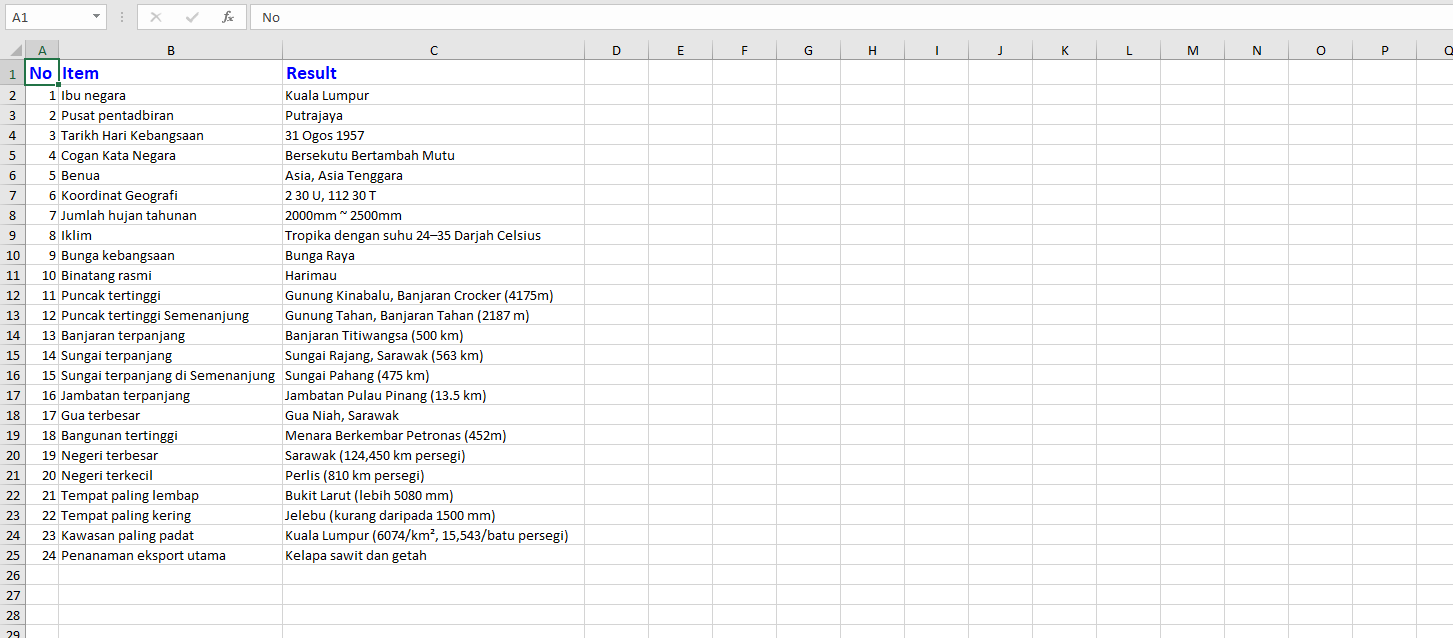 A1 fx No
A B C D E F G H I J K L M N O P Q
1 No Item Result
2 1 Ibu negara Kuala Lumpur
3 2 Pusat pentadbiran Putrajaya
4 3 Tarikh Hari Kebangsaan 31 Ogos 1957
5 4 Cogan Kata Negara Bersekutu Bertambah Mutu
6 5 Benua Asia, Asia Tenggara
7 6 Koordinat Geografi 2 30 U, 112 30 T
8 7 Jumlah hujan tahunan 2000mm ~ 2500mm
9 8 Iklim Tropika dengan suhu 24–35 Darjah Celsius
10 9 Bunga kebangsaan Bunga Raya
11 10 Binatang rasmi Harimau
12 11 Puncak tertinggi Gunung Kinabalu, Banjaran Crocker (4175m)
13 12 Puncak tertinggi Semenanjung Gunung Tahan, Banjaran Tahan (2187 m)
14 13 Banjaran terpanjang Banjaran Titiwangsa (500 km)
15 14 Sungai terpanjang Sungai Rajang, Sarawak (563 km)
16 15 Sungai terpanjang di Semenanjung Sungai Pahang (475 km)
17 16 Jambatan terpanjang Jambatan Pulau Pinang (13.5 km)
18 17 Gua terbesar Gua Niah, Sarawak
19 18 Bangunan tertinggi Menara Berkembar Petronas (452m)
20 19 Negeri terbesar Sarawak (124,450 km persegi)
21 20 Negeri terkecil Perlis (810 km persegi)
22 21 Tempat paling lembap Bukit Larut (lebih 5080 mm)
23 22 Tempat paling kering Jelebu (kurang daripada 1500 mm)
24 23 Kawasan paling padat Kuala Lumpur (6074/km², 15,543/batu persegi)
25 24 Penanaman eksport utama Kelapa sawit dan getah
26
27
28
29